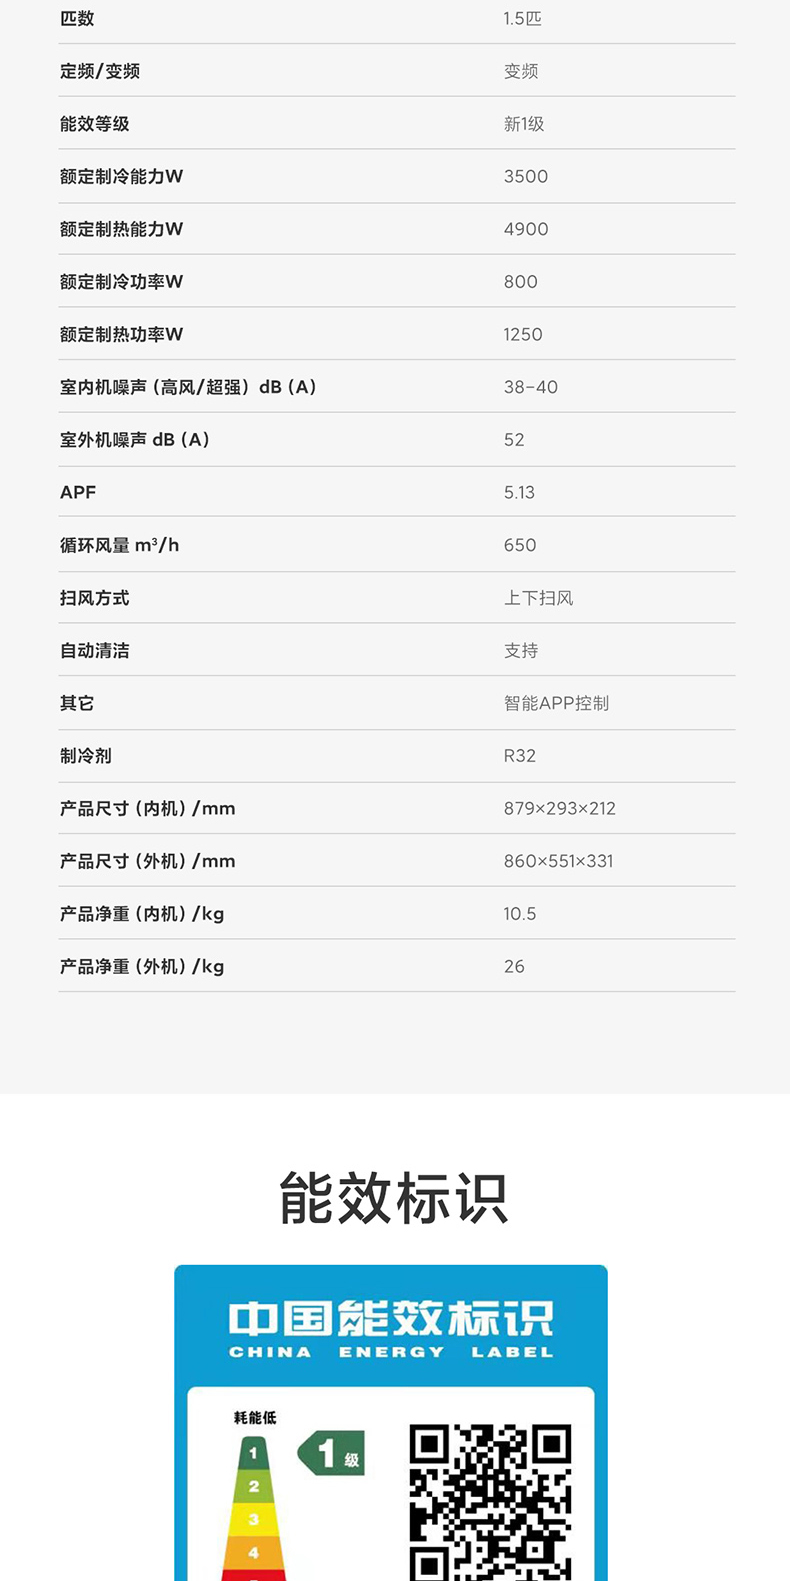 匹数 1.5匹
定频/变频 变频
能效等级 新1级
额定制冷能力W 3500
额定制热能力W 4900
额定制冷功率W 800
额定制热功率W 1250
室内机噪声（高风/超强）dB（A） 38-40
室外机噪声 dB（A） 52
APF 5.13
循环风量 m³/h 650
扫风方式 上下扫风
自动清洁 支持
其它 智能APP控制
制冷剂 R32
产品尺寸（内机）/mm 879×293×212
产品尺寸（外机）/mm 860×551×331
产品净重（内机）/kg 10.5
产品净重（外机）/kg 26
能效标识
中国能效标识
CHINA ENERGY LABEL
耗能低
1 1级
2
3
4